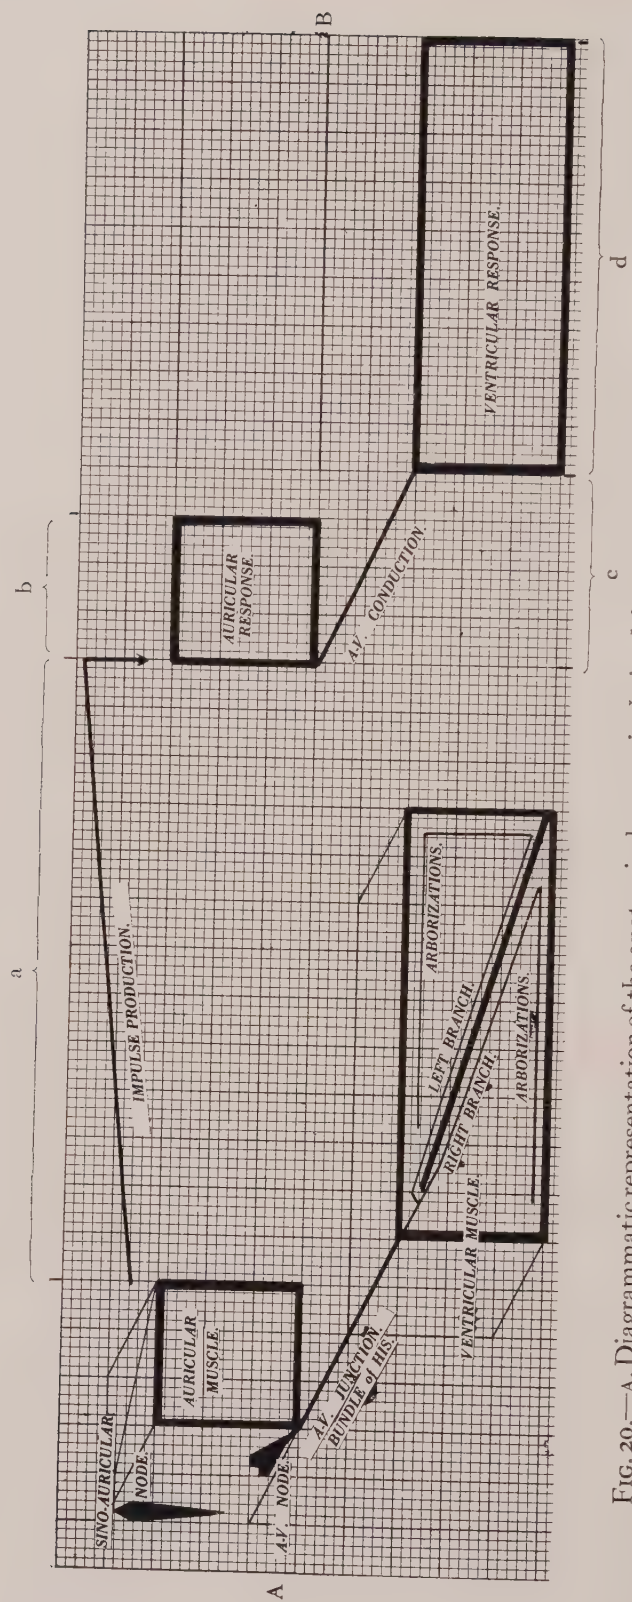 a
b
SINO-AURICULAR
NODE.
IMPULSE PRODUCTION.
AURICULAR
MUSCLE.
AURICULAR
RESPONSE.
A
B
A-V. NODE.
A-V. JUNCTION.
BUNDLE of HIS.
A-V. CONDUCTION.
VENTRICULAR MUSCLE.
ARBORIZATIONS.
LEFT BRANCH.
RIGHT BRANCH.
ARBORIZATIONS.
VENTRICULAR RESPONSE.
c
d
FIG. 20.—A, Diagrammatic representation of the